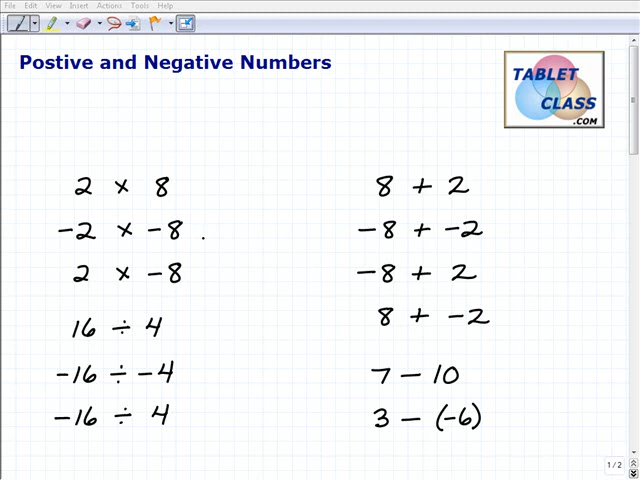 File Edit View Insert Actions Tools Help
Postive and Negative Numbers
TABLET
CLASS
.COM
2 × 8
-2 × -8
2 × -8
16 ÷ 4
-16 ÷ -4
-16 ÷ 4
8 + 2
-8 + -2
-8 + 2
8 + -2
7 - 10
3 - (-6)
1/2